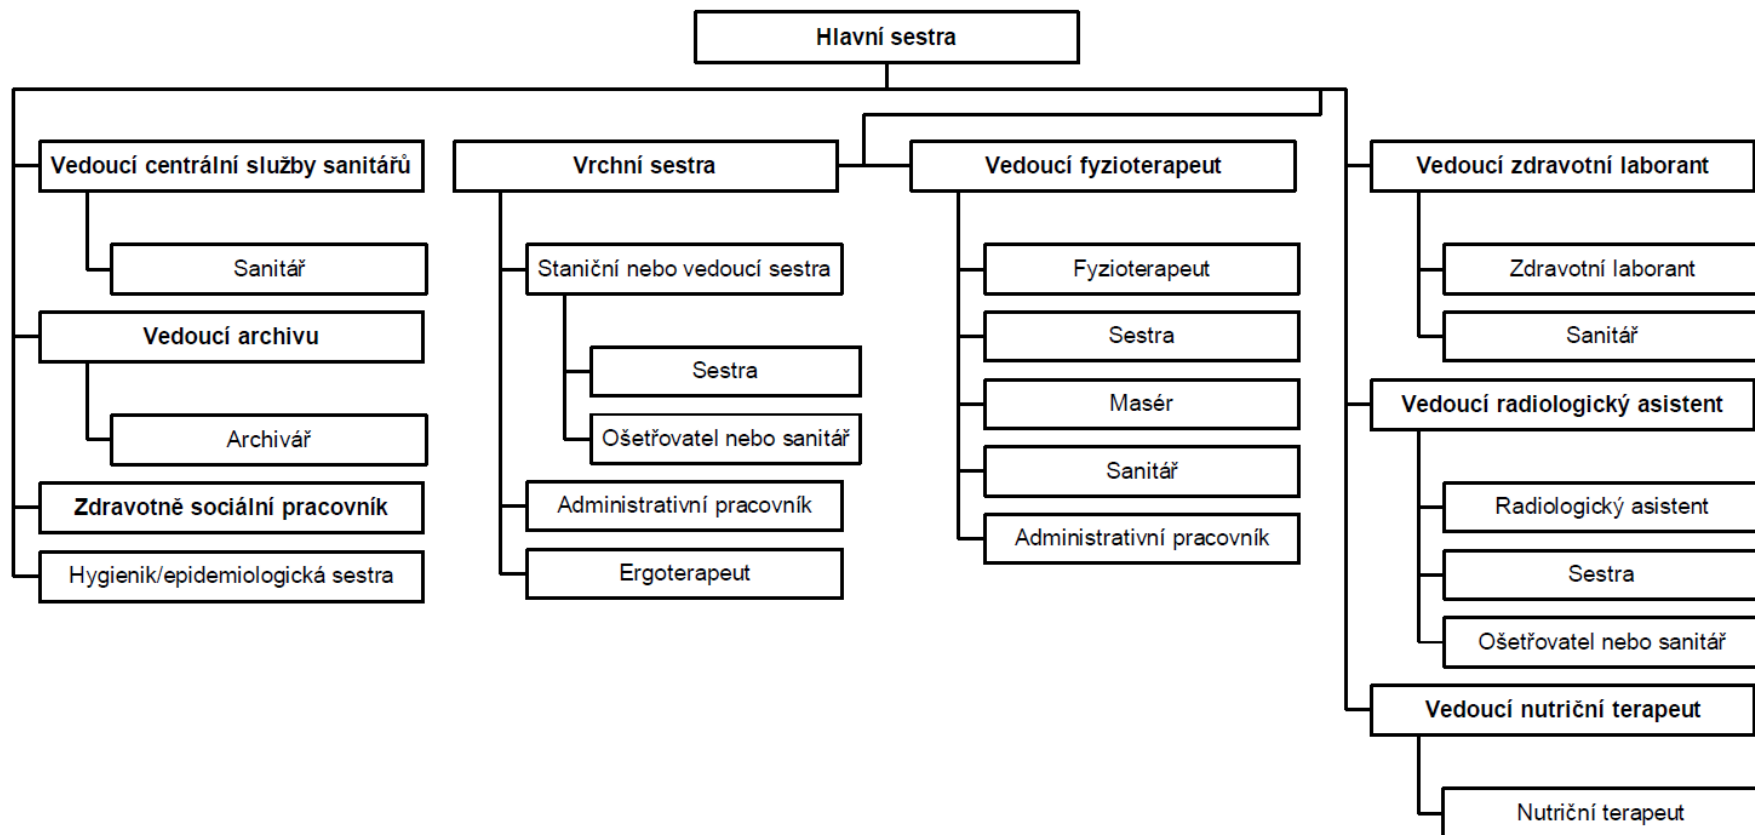 Hlavní sestra
Vedoucí centrální služby sanitářů
Sanitář
Vedoucí archivu
Archivář
Zdravotně sociální pracovník
Hygienik/epidemiologická sestra
Vrchní sestra
Staniční nebo vedoucí sestra
Sestra
Ošetřovatel nebo sanitář
Administrativní pracovník
Ergoterapeut
Vedoucí fyzioterapeut
Fyzioterapeut
Sestra
Masér
Sanitář
Administrativní pracovník
Vedoucí zdravotní laborant
Zdravotní laborant
Sanitář
Vedoucí radiologický asistent
Radiologický asistent
Sestra
Ošetřovatel nebo sanitář
Vedoucí nutriční terapeut
Nutriční terapeut